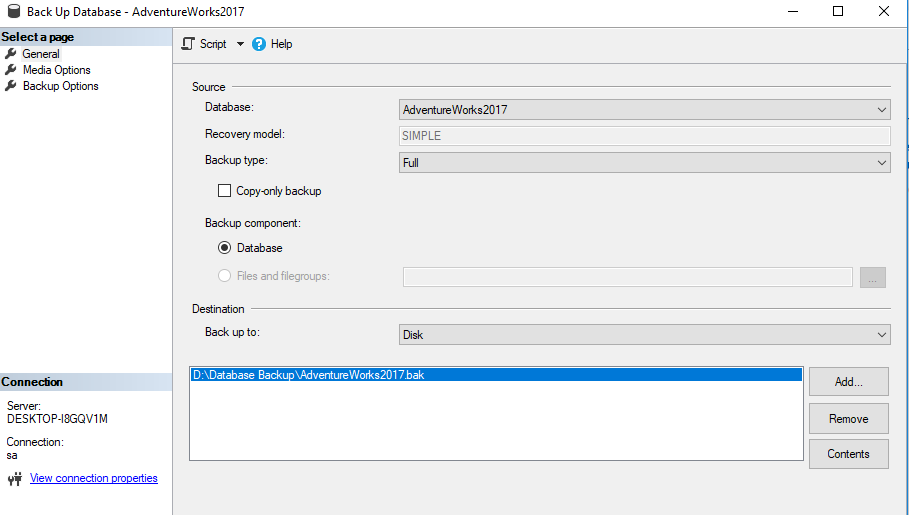 Back Up Database - AdventureWorks2017
Select a page
General
Media Options
Backup Options
Script
Help
Source
Database:
AdventureWorks2017
Recovery model:
SIMPLE
Backup type:
Full
Copy-only backup
Backup component:
Database
Files and filegroups:
...
Destination
Back up to:
Disk
D:\Database Backup\AdventureWorks2017.bak
Add...
Remove
Contents
Connection
Server:
DESKTOP-I8GQV1M
Connection:
sa
View connection properties